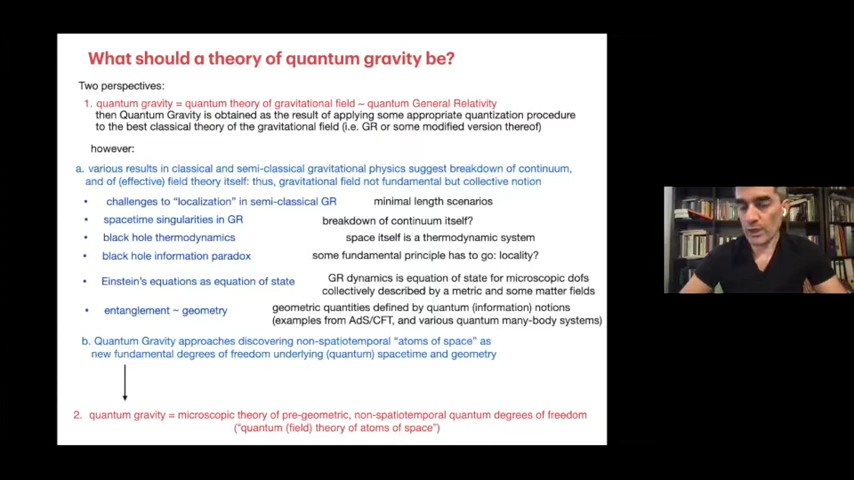 What should a theory of quantum gravity be?
Two perspectives:
1. quantum gravity = quantum theory of gravitational field ~ quantum General Relativity
then Quantum Gravity is obtained as the result of applying some appropriate quantization procedure
to the best classical theory of the gravitational field (i.e. GR or some modified version thereof)
however:
a. various results in classical and semi-classical gravitational physics suggest breakdown of continuum,
and of (effective) field theory itself: thus, gravitational field not fundamental but collective notion
• challenges to “localization” in semi-classical GR minimal length scenarios
• spacetime singularities in GR breakdown of continuum itself?
• black hole thermodynamics space itself is a thermodynamic system
• black hole information paradox some fundamental principle has to go: locality?
• Einstein's equations as equation of state GR dynamics is equation of state for microscopic dofs
collectively described by a metric and some matter fields
• entanglement ~ geometry geometric quantities defined by quantum (information) notions
(examples from AdS/CFT, and various quantum many-body systems)
b. Quantum Gravity approaches discovering non-spatiotemporal “atoms of space” as
new fundamental degrees of freedom underlying (quantum) spacetime and geometry
2. quantum gravity = microscopic theory of pre-geometric, non-spatiotemporal quantum degrees of freedom
(“quantum (field) theory of atoms of space”)